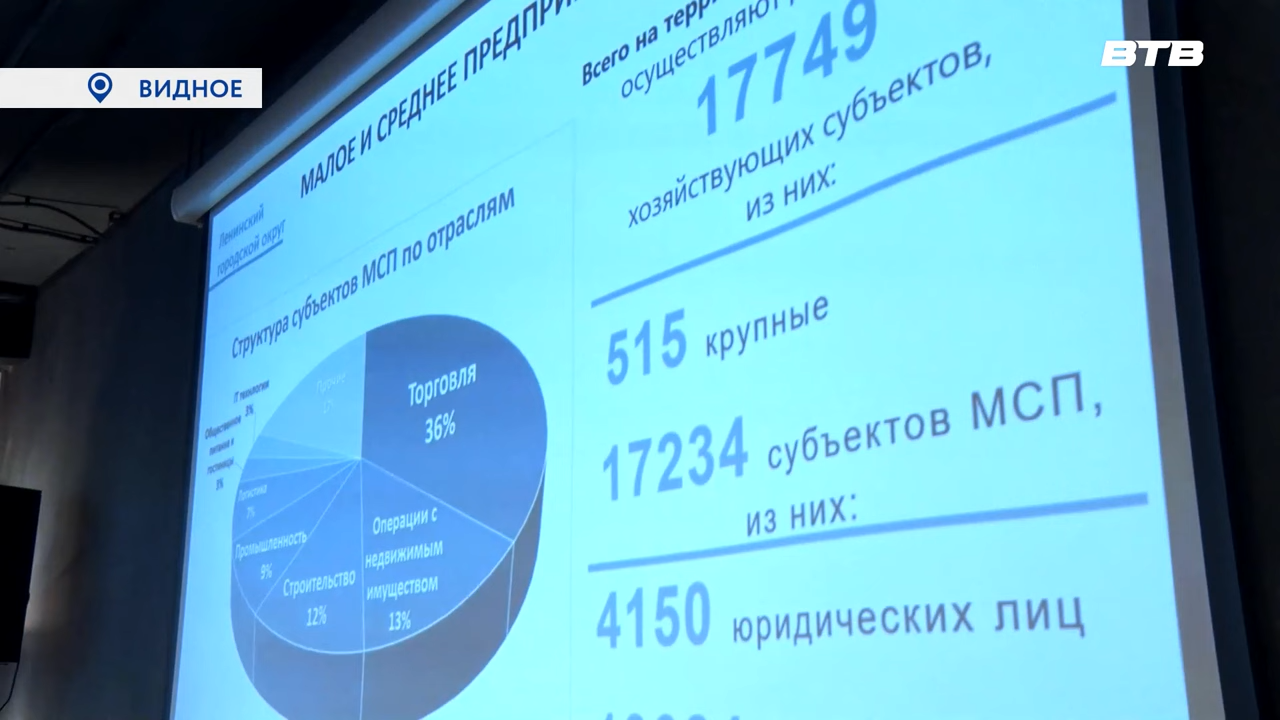 ВИДНОЕ
ВТВ
МАЛОЕ И СРЕДНЕЕ
Ленинский
городской округ
Структура субъектов МСП по отраслям
Торговля
36%
Операции с
недвижимым
имуществом
13%
Строительство
12%
Промышленность
9%
Логистика
7%
Общественное
питание и
гостиницы
3%
IT технологии
3%
Прочее
Всего на
осуществляют
17749
хозяйствующих субъектов,
из них:
515 крупные
17234 субъектов МСП,
из них:
4150 юридических лиц